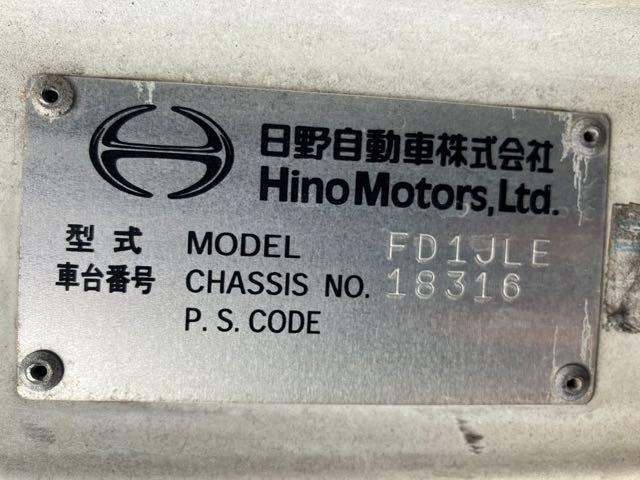 日野自動車株式会社
Hino Motors, Ltd.
型式 MODEL FD1JLE
車台番号 CHASSIS NO. 18316
P. S. CODE